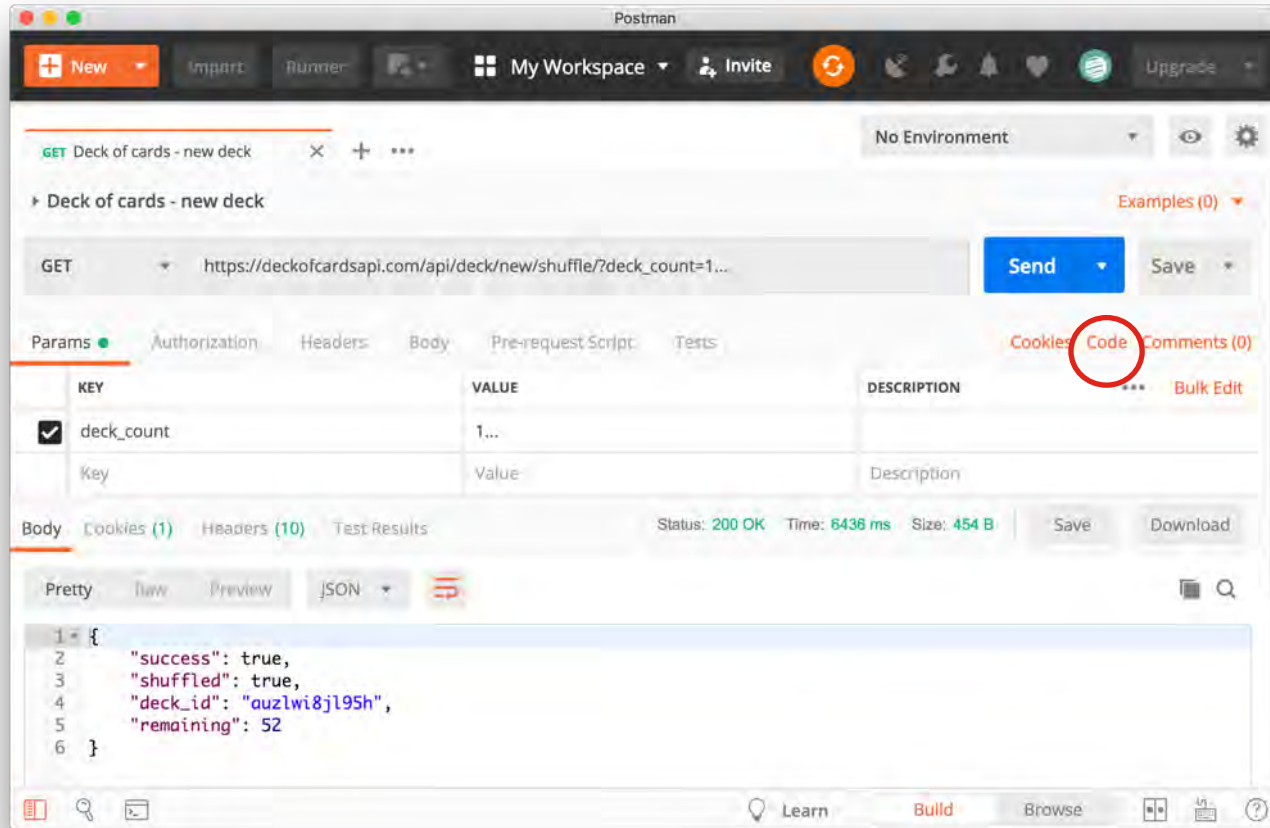 Postman
New Import Runner My Workspace Invite Upgrade
GET Deck of cards - new deck No Environment
Deck of cards - new deck Examples (0)
GET https://deckofcardsapi.com/api/deck/new/shuffle/?deck_count=1... Send Save
Params Authorization Headers Body Pre-request Script Tests Cookies Code Comments (0)
KEY VALUE DESCRIPTION Bulk Edit
deck_count 1...
Key Value Description
Body Cookies (1) Headers (10) Test Results Status: 200 OK Time: 6436 ms Size: 454 B Save Download
Pretty Raw Preview JSON
1 {
2 "success": true,
3 "shuffled": true,
4 "deck_id": "auzlwi8jl95h",
5 "remaining": 52
6 }
Learn Build Browse